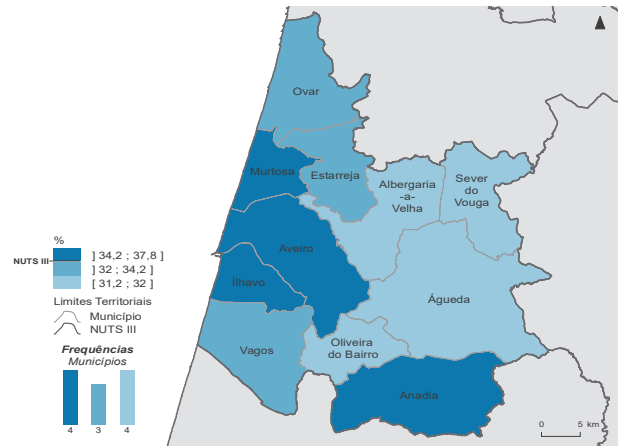 Ovar
Murtosa
Estarreja
Albergaria
-a-
Velha
Sever
do
Vouga
Aveiro
Ílhavo
Águeda
Vagos
Oliveira
do Bairro
Anadia
%
NUTS III
] 34,2 ; 37,8 ]
] 32 ; 34,2 ]
[ 31,2 ; 32 ]
Limites Territoriais
Município
NUTS III
Frequências
Municípios
4 3 4
0 5 km